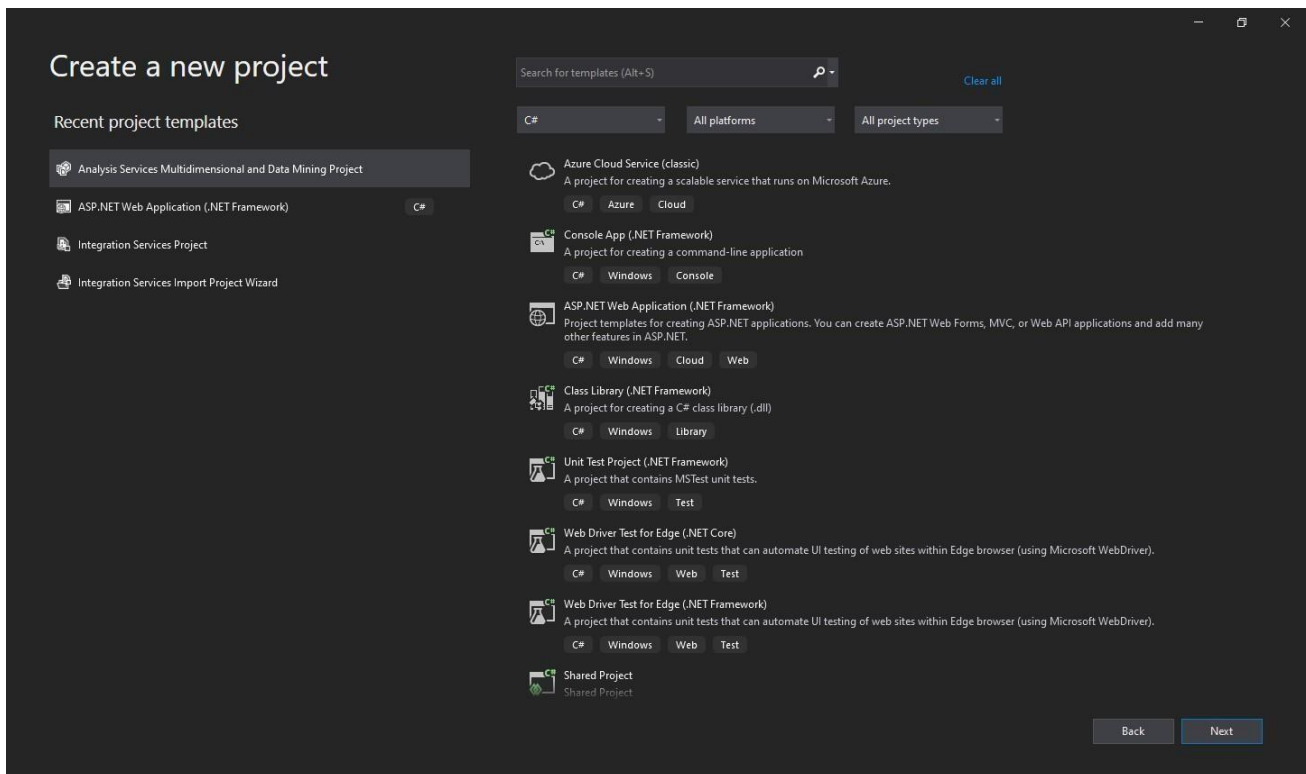 Create a new project
Recent project templates
Analysis Services Multidimensional and Data Mining Project
ASP.NET Web Application (.NET Framework) C#
Integration Services Project
Integration Services Import Project Wizard
Search for templates (Alt+S)
Clear all
C# All platforms All project types
Azure Cloud Service (classic)
A project for creating a scalable service that runs on Microsoft Azure.
C# Azure Cloud
Console App (.NET Framework)
A project for creating a command-line application
C# Windows Console
ASP.NET Web Application (.NET Framework)
Project templates for creating ASP.NET applications. You can create ASP.NET Web Forms, MVC, or Web API applications and add many
other features in ASP.NET.
C# Windows Cloud Web
Class Library (.NET Framework)
A project for creating a C# class library (.dll)
C# Windows Library
Unit Test Project (.NET Framework)
A project that contains MSTest unit tests.
C# Windows Test
Web Driver Test for Edge (.NET Core)
A project that contains unit tests that can automate UI testing of web sites within Edge browser (using Microsoft WebDriver).
C# Windows Web Test
Web Driver Test for Edge (.NET Framework)
A project that contains unit tests that can automate UI testing of web sites within Edge browser (using Microsoft WebDriver).
C# Windows Web Test
Shared Project
Shared Project
Back Next